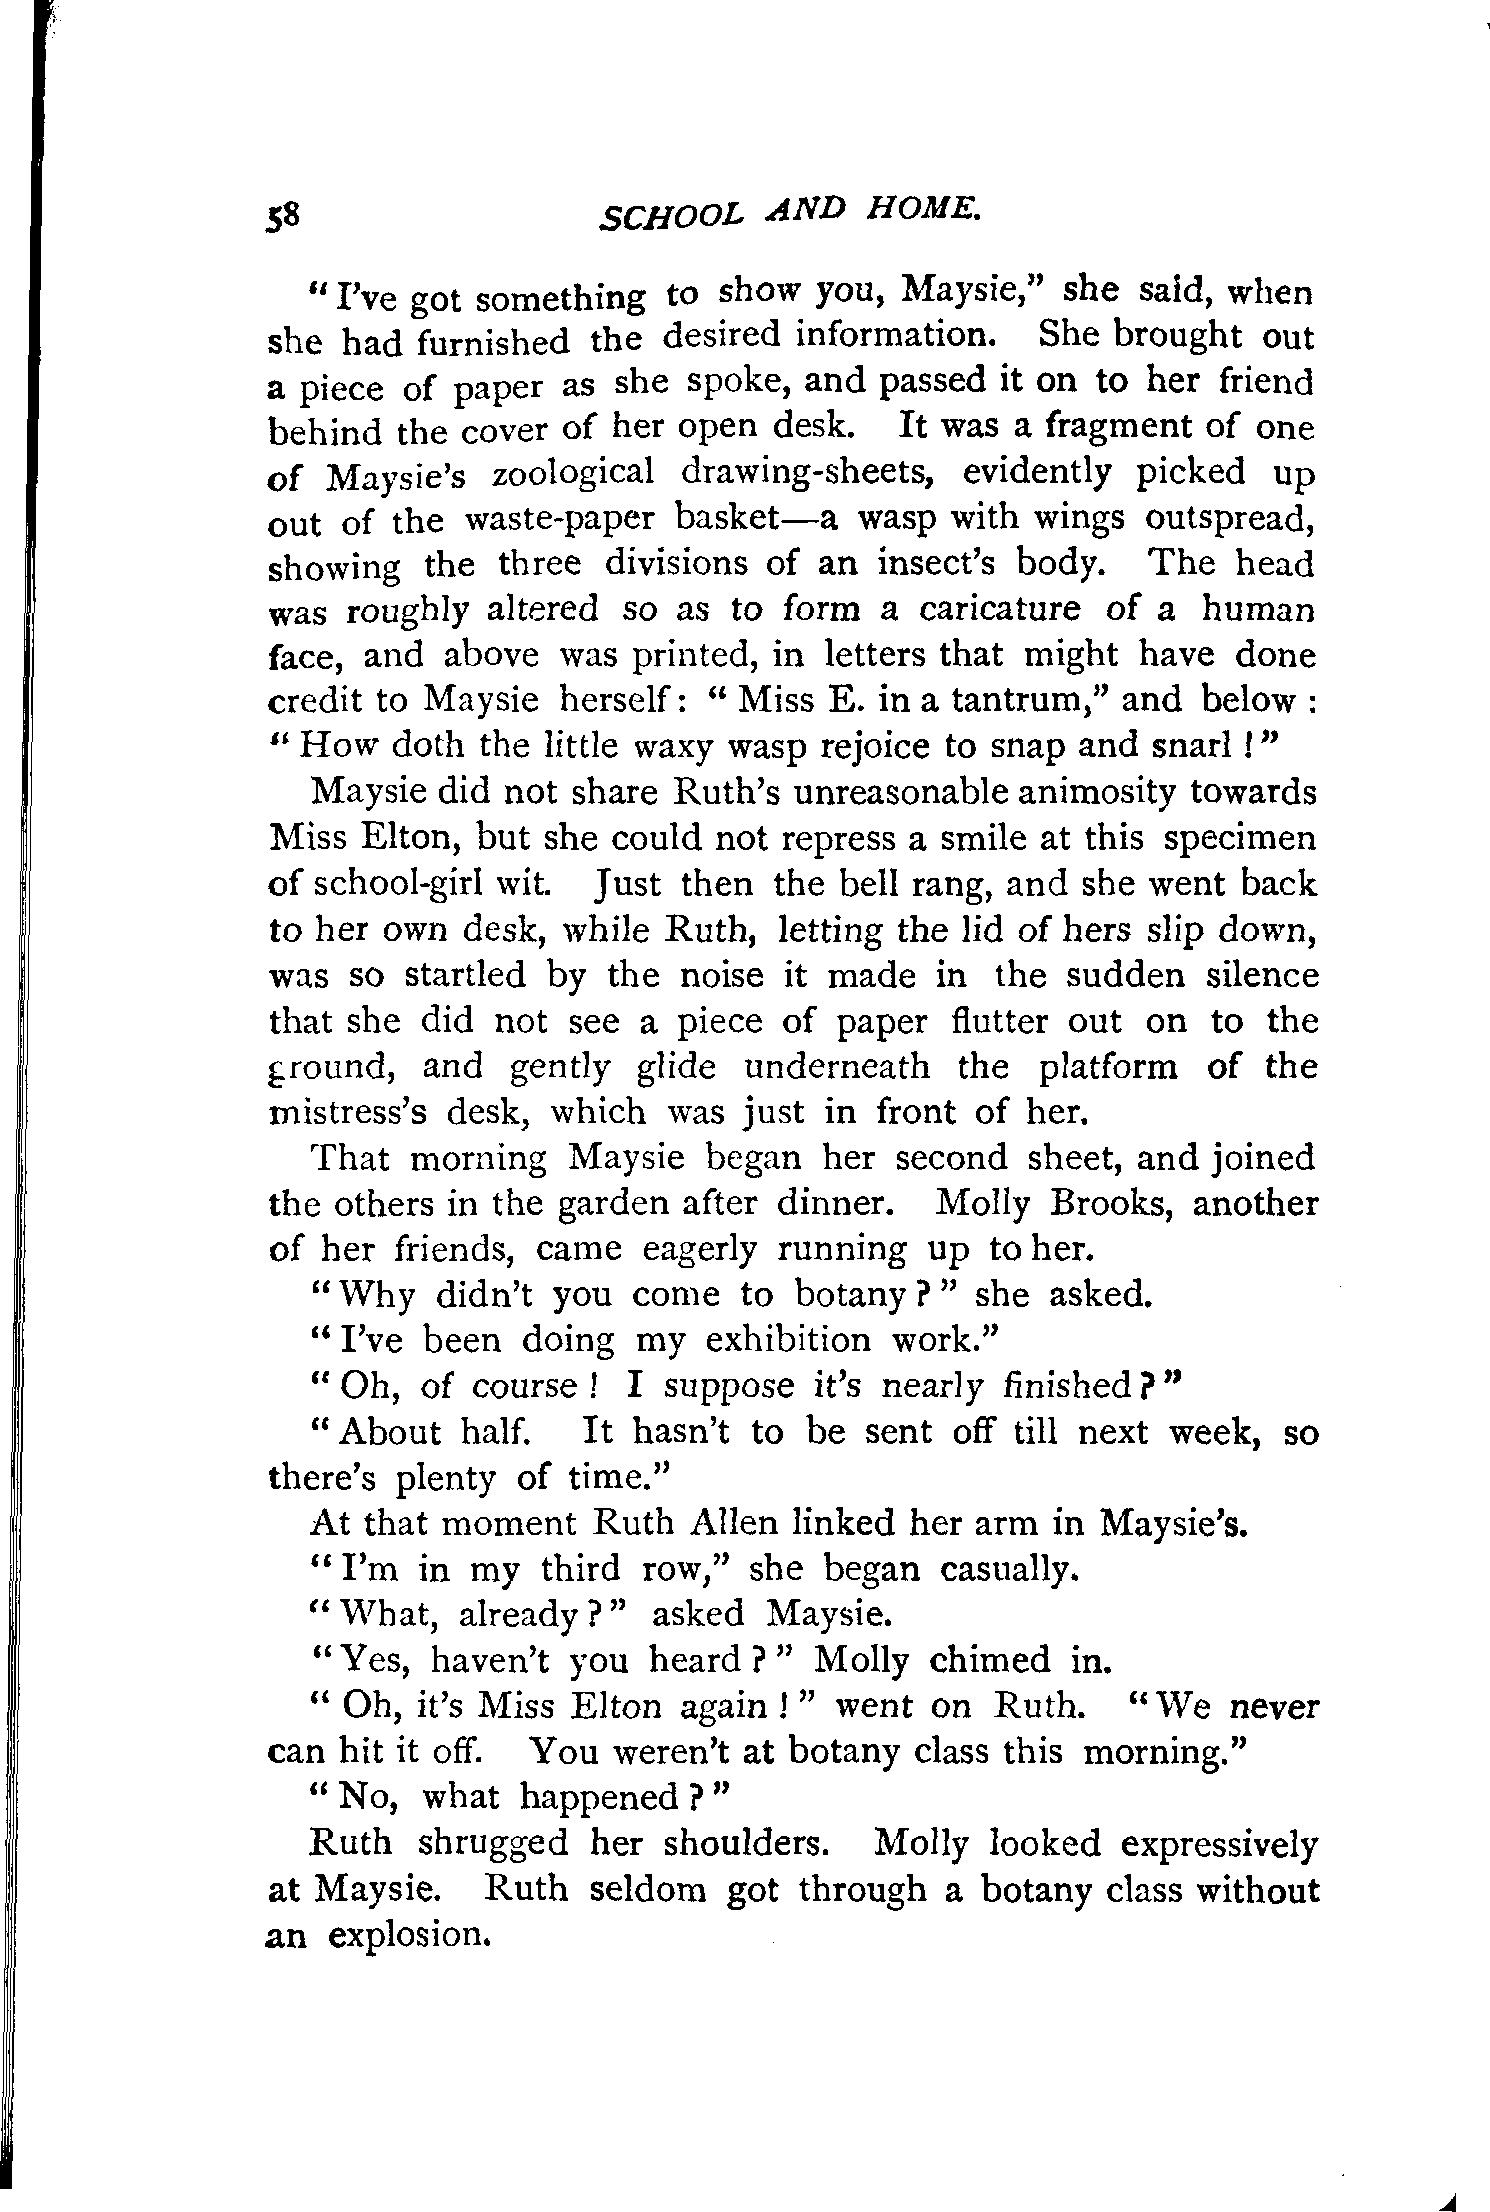 58 SCHOOL AND HOME.
" I've got something to show you, Maysie," she said, when
she had furnished the desired information. She brought out
a piece of paper as she spoke, and passed it on to her friend
behind the cover of her open desk. It was a fragment of one
of Maysie's zoological drawing-sheets, evidently picked up
out of the waste-paper basket—a wasp with wings outspread,
showing the three divisions of an insect's body. The head
was roughly altered so as to form a caricature of a human
face, and above was printed, in letters that might have done
credit to Maysie herself: " Miss E. in a tantrum," and below :
" How doth the little waxy wasp rejoice to snap and snarl !"
Maysie did not share Ruth's unreasonable animosity towards
Miss Elton, but she could not repress a smile at this specimen
of school-girl wit. Just then the bell rang, and she went back
to her own desk, while Ruth, letting the lid of hers slip down,
was so startled by the noise it made in the sudden silence
that she did not see a piece of paper flutter out on to the
ground, and gently glide underneath the platform of the
mistress's desk, which was just in front of her.
That morning Maysie began her second sheet, and joined
the others in the garden after dinner. Molly Brooks, another
of her friends, came eagerly running up to her.
" Why didn't you come to botany ? " she asked.
" I've been doing my exhibition work."
" Oh, of course ! I suppose it's nearly finished ? "
" About half. It hasn't to be sent off till next week, so
there's plenty of time."
At that moment Ruth Allen linked her arm in Maysie's.
" I'm in my third row," she began casually.
" What, already ? " asked Maysie.
" Yes, haven't you heard ? " Molly chimed in.
" Oh, it's Miss Elton again ! " went on Ruth. " We never
can hit it off. You weren't at botany class this morning."
" No, what happened ? "
Ruth shrugged her shoulders. Molly looked expressively
at Maysie. Ruth seldom got through a botany class without
an explosion.